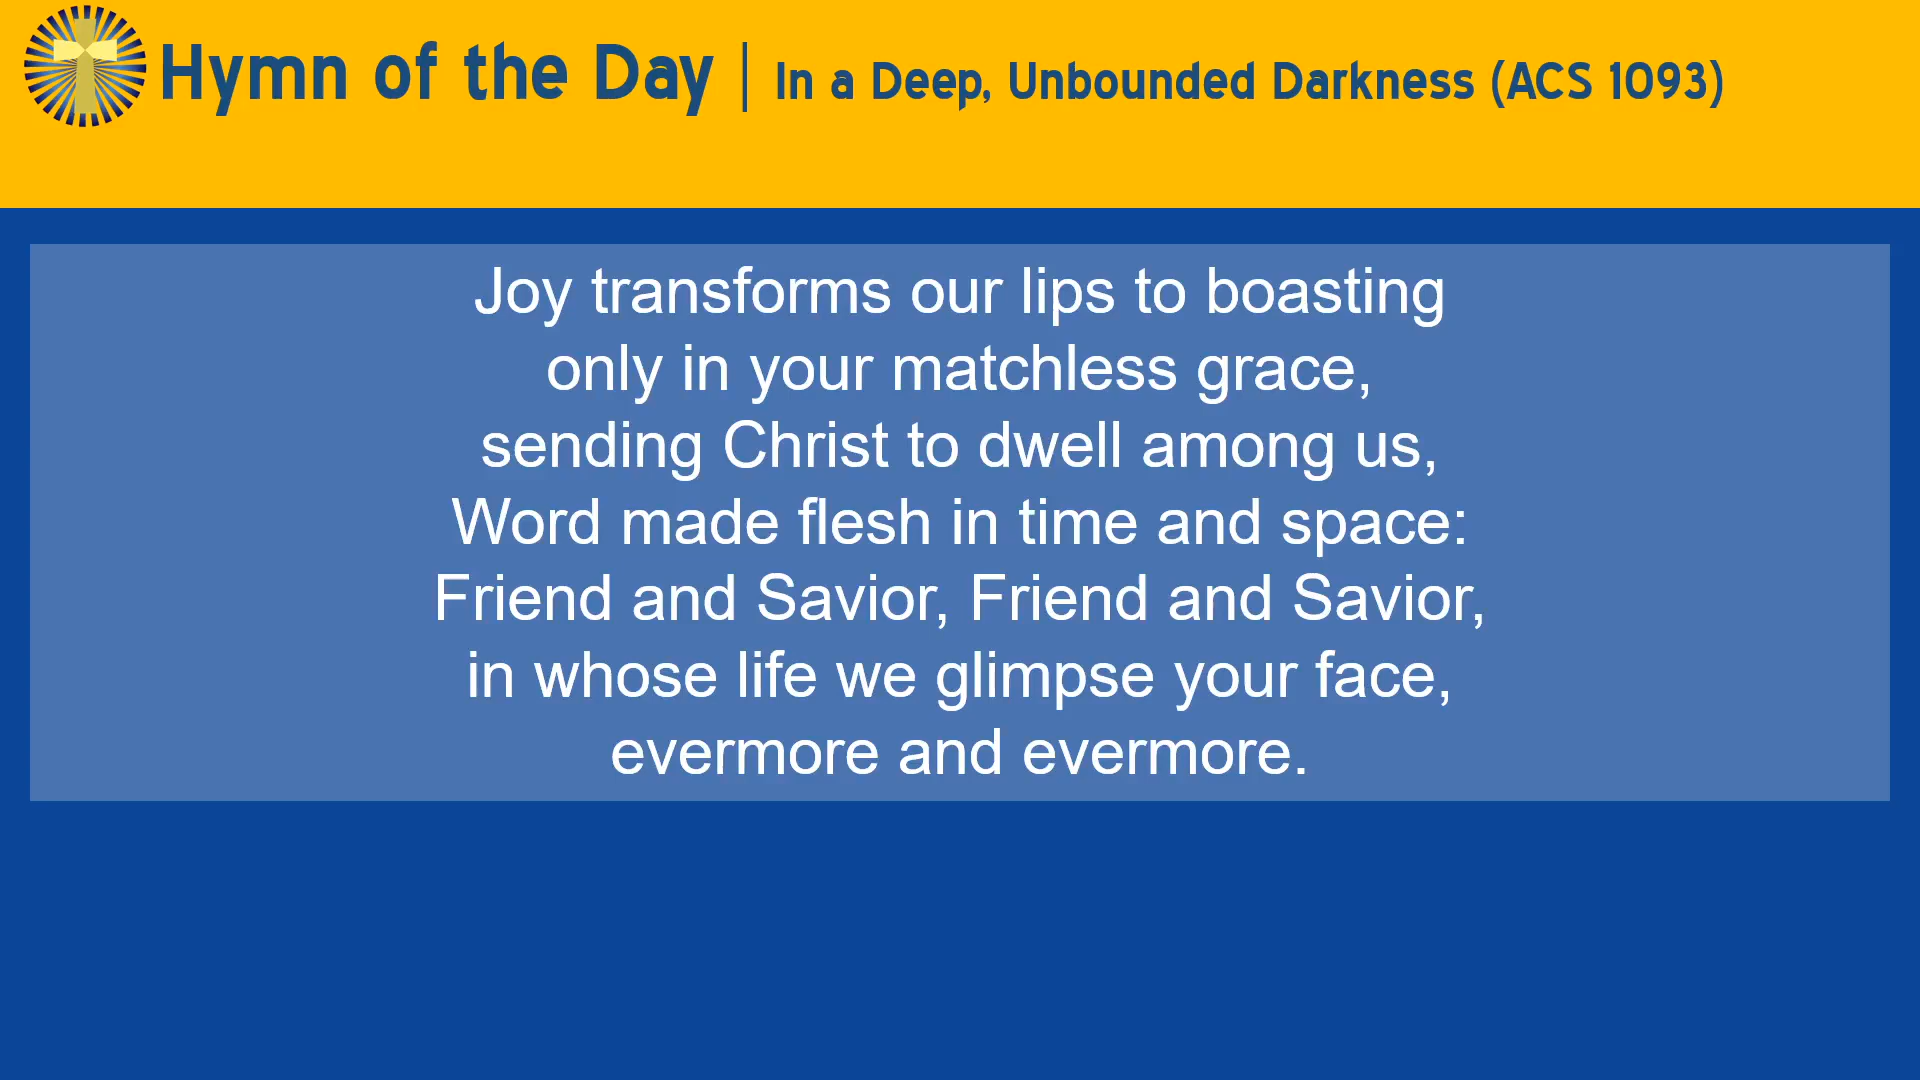 Hymn of the Day | In a Deep, Unbounded Darkness (ACS 1093)
Joy transforms our lips to boasting
only in your matchless grace,
sending Christ to dwell among us,
Word made flesh in time and space:
Friend and Savior, Friend and Savior,
in whose life we glimpse your face,
evermore and evermore.